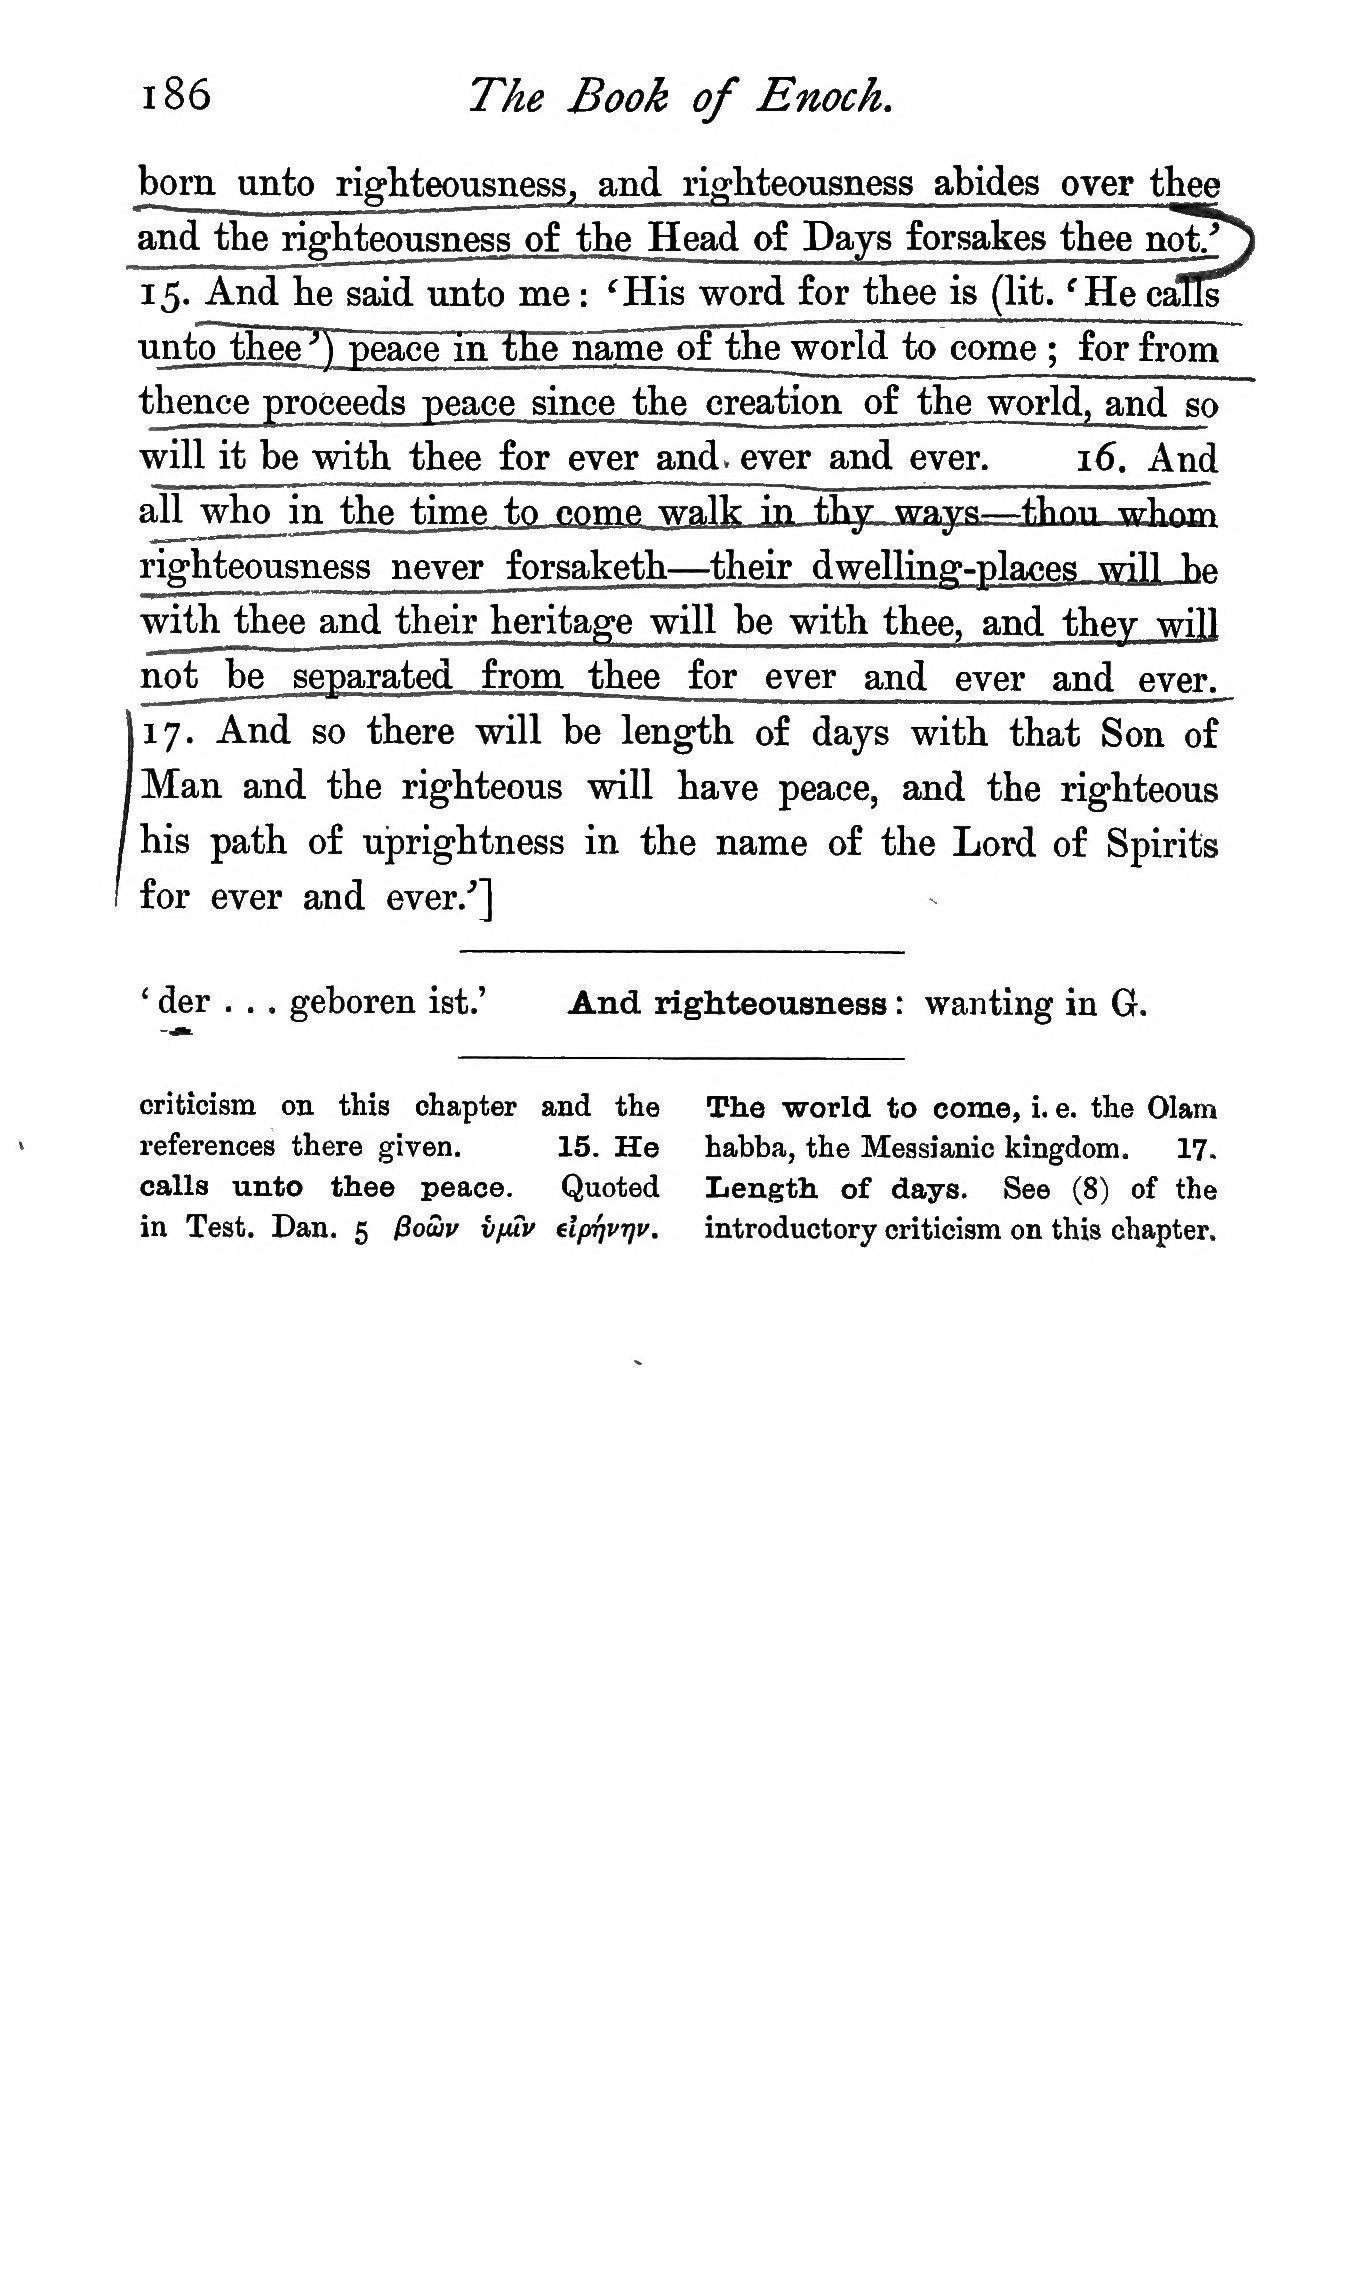 186
The Book of Enoch.
born unto righteousness, and righteousness abides over thee
and the righteousness of the Head of Days forsakes thee not.’
15. And he said unto me : ‘His word for thee is (lit. ‘He calls
unto thee’) peace in the name of the world to come ; for from
thence proceeds peace since the creation of the world, and so
will it be with thee for ever and ever and ever. 16. And
all who in the time to come walk in thy ways—thou whom
righteousness never forsaketh—their dwelling-places will be
with thee and their heritage will be with thee, and they will
not be separated from thee for ever and ever and ever.
17. And so there will be length of days with that Son of
Man and the righteous will have peace, and the righteous
his path of uprightness in the name of the Lord of Spirits
for ever and ever.’]
‘der . . . geboren ist.’ And righteousness : wanting in G.
criticism on this chapter and the
references there given. 15. He
calls unto thee peace. Quoted
in Test. Dan. 5 βοῶν ὑμῖν εἰρήνην.
The world to come, i. e. the Olam
habba, the Messianic kingdom. 17.
Length of days. See (8) of the
introductory criticism on this chapter.